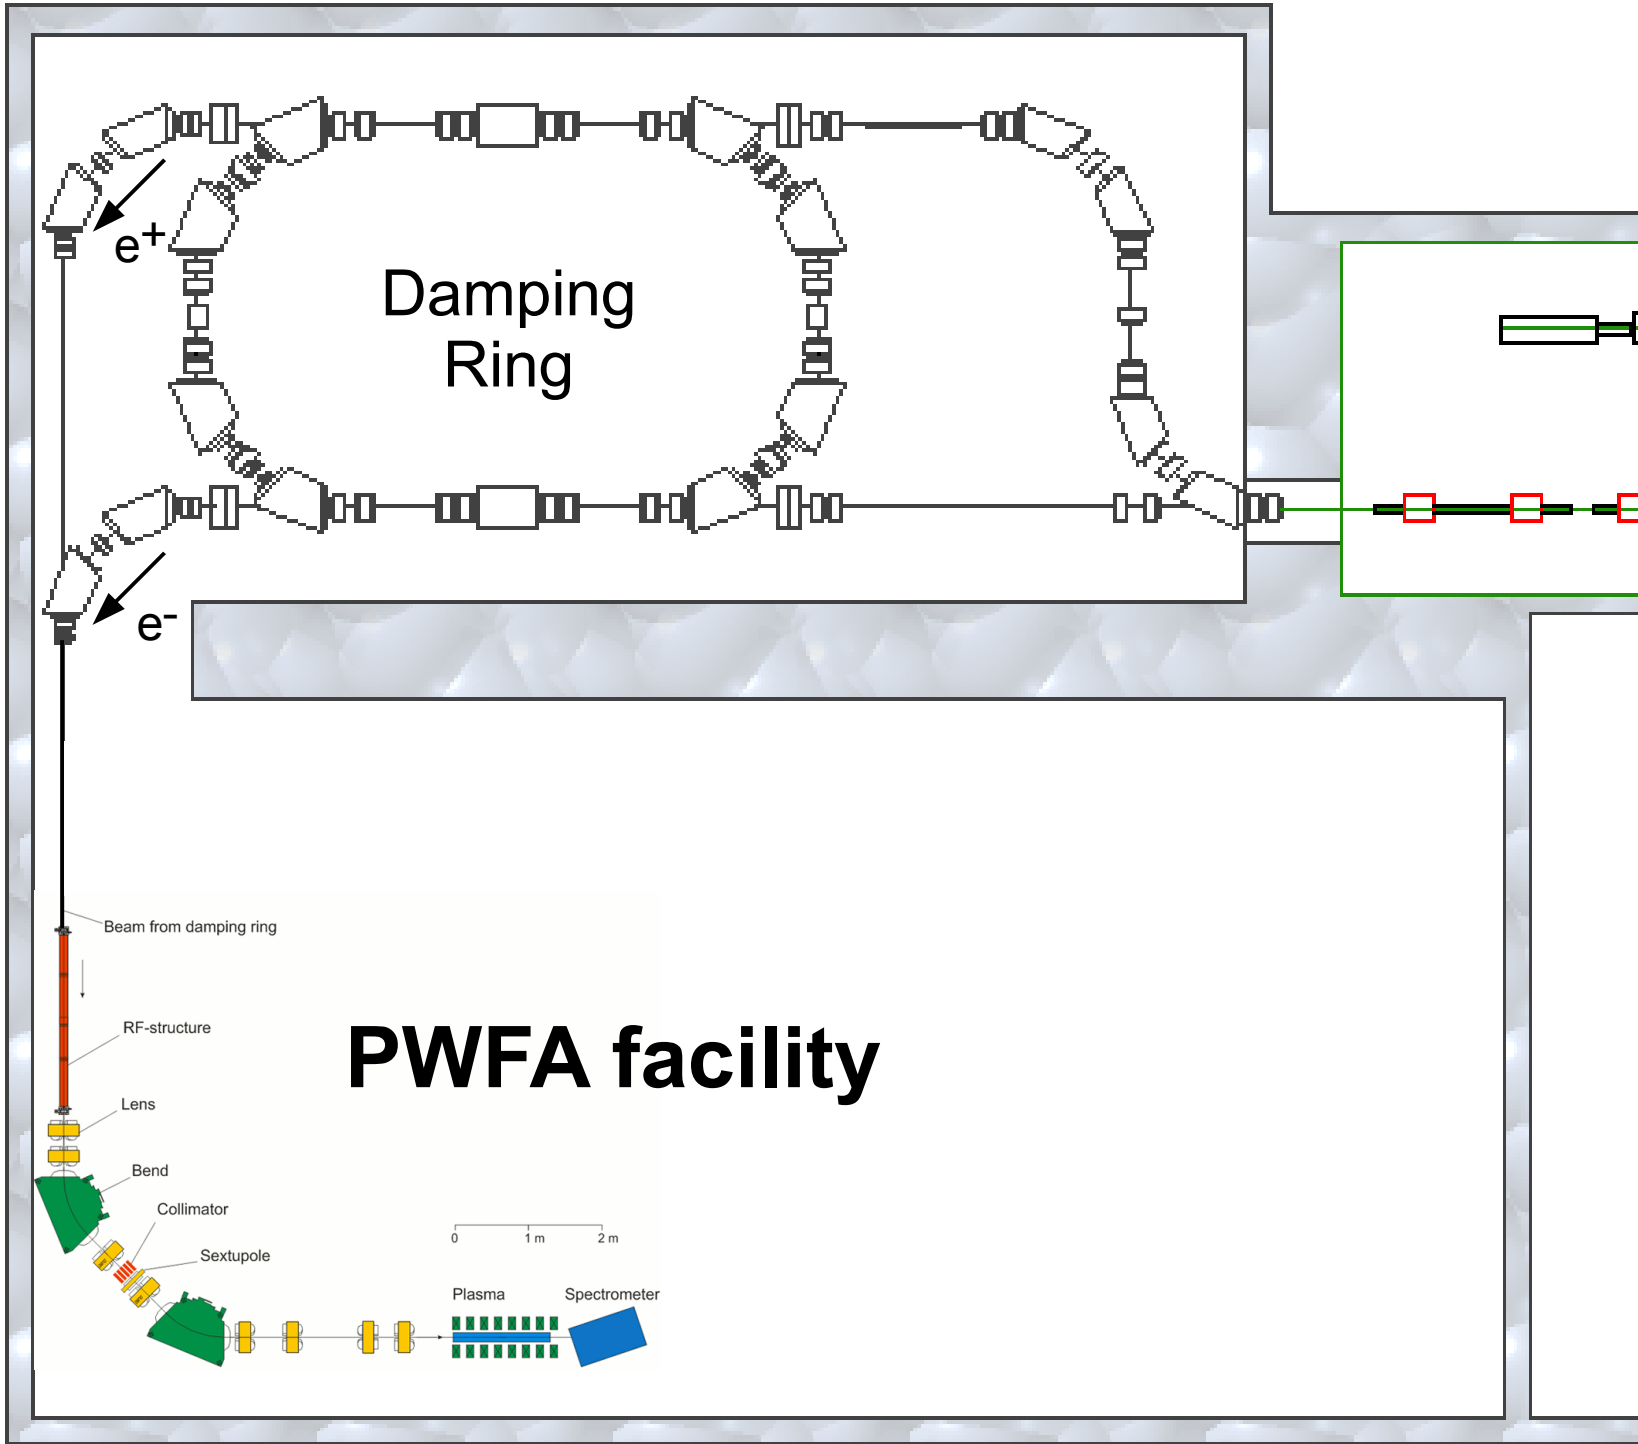 e+
Damping
Ring
e-
Beam from damping ring
RF-structure
PWFA facility
Lens
Bend
Collimator
Sextupole
0 1 m 2 m
Plasma Spectrometer